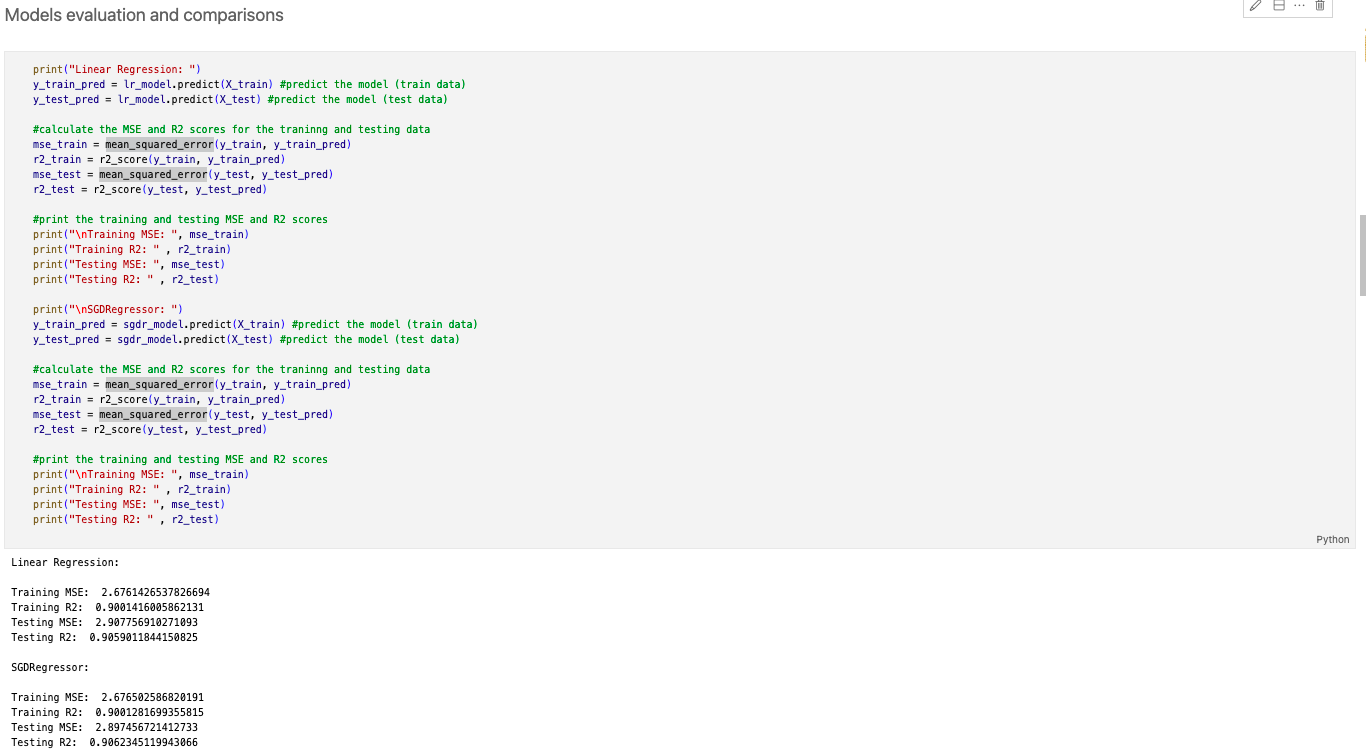 Models evaluation and comparisons
print("Linear Regression: ")
y_train_pred = lr_model.predict(X_train) #predict the model (train data)
y_test_pred = lr_model.predict(X_test) #predict the model (test data)
#calculate the MSE and R2 scores for the traninng and testing data
mse_train = mean_squared_error(y_train, y_train_pred)
r2_train = r2_score(y_train, y_train_pred)
mse_test = mean_squared_error(y_test, y_test_pred)
r2_test = r2_score(y_test, y_test_pred)
#print the training and testing MSE and R2 scores
print("\nTraining MSE: ", mse_train)
print("Training R2: " , r2_train)
print("Testing MSE: ", mse_test)
print("Testing R2: " , r2_test)
print("\nSGDRegressor: ")
y_train_pred = sgdr_model.predict(X_train) #predict the model (train data)
y_test_pred = sgdr_model.predict(X_test) #predict the model (test data)
#calculate the MSE and R2 scores for the traninng and testing data
mse_train = mean_squared_error(y_train, y_train_pred)
r2_train = r2_score(y_train, y_train_pred)
mse_test = mean_squared_error(y_test, y_test_pred)
r2_test = r2_score(y_test, y_test_pred)
#print the training and testing MSE and R2 scores
print("\nTraining MSE: ", mse_train)
print("Training R2: " , r2_train)
print("Testing MSE: ", mse_test)
print("Testing R2: " , r2_test)
Python
Linear Regression:
Training MSE:  2.6761426537826694
Training R2:  0.9001416005862131
Testing MSE:  2.907756910271093
Testing R2:  0.9059011844150825
SGDRegressor:
Training MSE:  2.676502586820191
Training R2:  0.9001281699355815
Testing MSE:  2.897456721412733
Testing R2:  0.9062345119943066